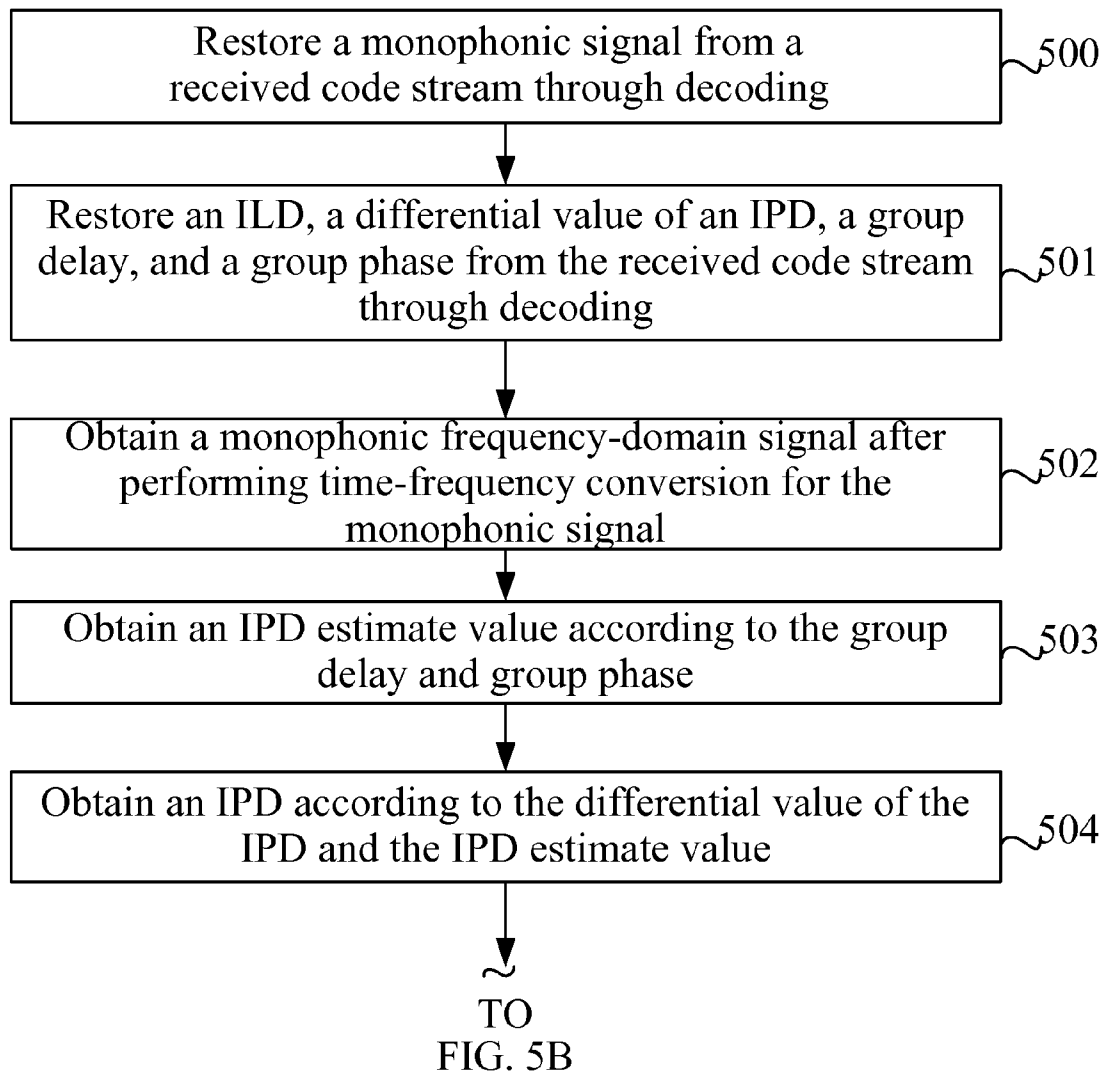 Restore a monophonic signal from a
received code stream through decoding
500
Restore an ILD, a differential value of an IPD, a group
delay, and a group phase from the received code stream
through decoding
501
Obtain a monophonic frequency-domain signal after
performing time-frequency conversion for the
monophonic signal
502
Obtain an IPD estimate value according to the group
delay and group phase
503
Obtain an IPD according to the differential value of the
IPD and the IPD estimate value
504
TO
FIG. 5B